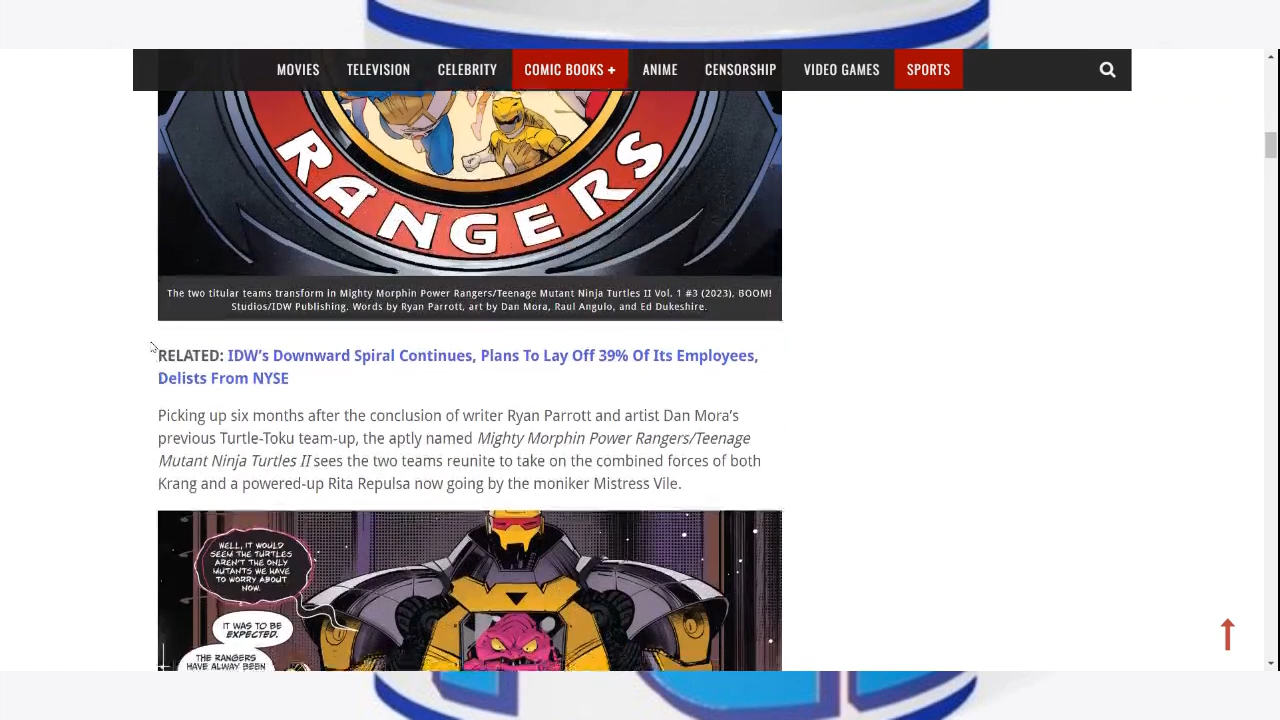 MOVIES TELEVISION CELEBRITY COMIC BOOKS + ANIME CENSORSHIP VIDEO GAMES SPORTS
RANGERS
The two titular teams transform in Mighty Morphin Power Rangers/Teenage Mutant Ninja Turtles II Vol. 1 #3 (2023), BOOM!
Studios/IDW Publishing. Words by Ryan Parrott, art by Dan Mora, Raul Angulo, and Ed Dukeshire.
RELATED: IDW's Downward Spiral Continues, Plans To Lay Off 39% Of Its Employees,
Delists From NYSE
Picking up six months after the conclusion of writer Ryan Parrott and artist Dan Mora's
previous Turtle-Toku team-up, the aptly named Mighty Morphin Power Rangers/Teenage
Mutant Ninja Turtles II sees the two teams reunite to take on the combined forces of both
Krang and a powered-up Rita Repulsa now going by the moniker Mistress Vile.
WELL, IT WOULD
SEEM THE TURTLES
AREN'T THE ONLY
MUTANTS WE HAVE
TO WORRY ABOUT
NOW.
IT WAS TO BE
EXPECTED.
THE RANGERS
HAVE ALWAY BEEN